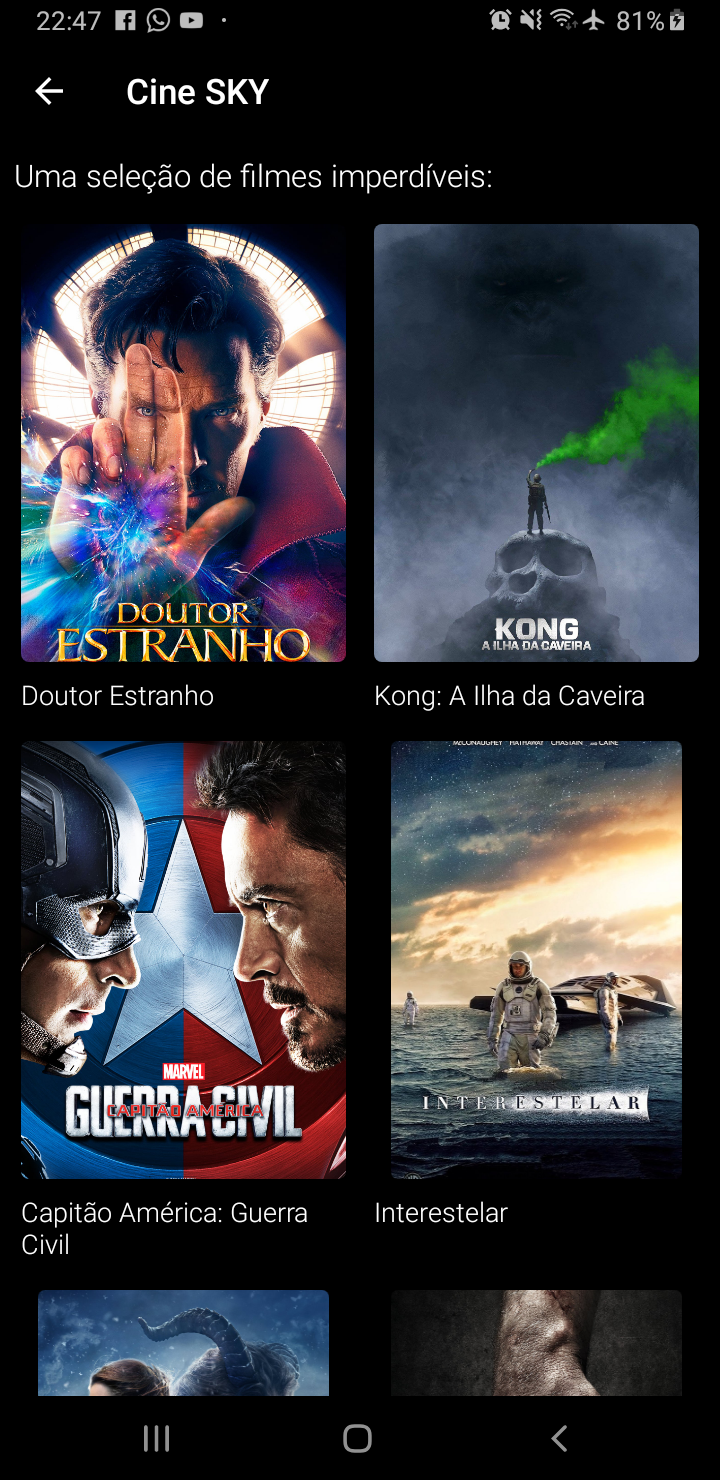 22:47
81%
Cine SKY
Uma seleção de filmes imperdíveis:
DOUTOR
ESTRANHO
KONG
A ILHA DA CAVEIRA
Doutor Estranho
Kong: A Ilha da Caveira
McCONAUGHEY HATHAWAY CHASTAIN AND CAINE
MARVEL
GUERRA CIVIL
CAPITÃO AMÉRICA
INTERESTELAR
Capitão América: Guerra
Civil
Interestelar